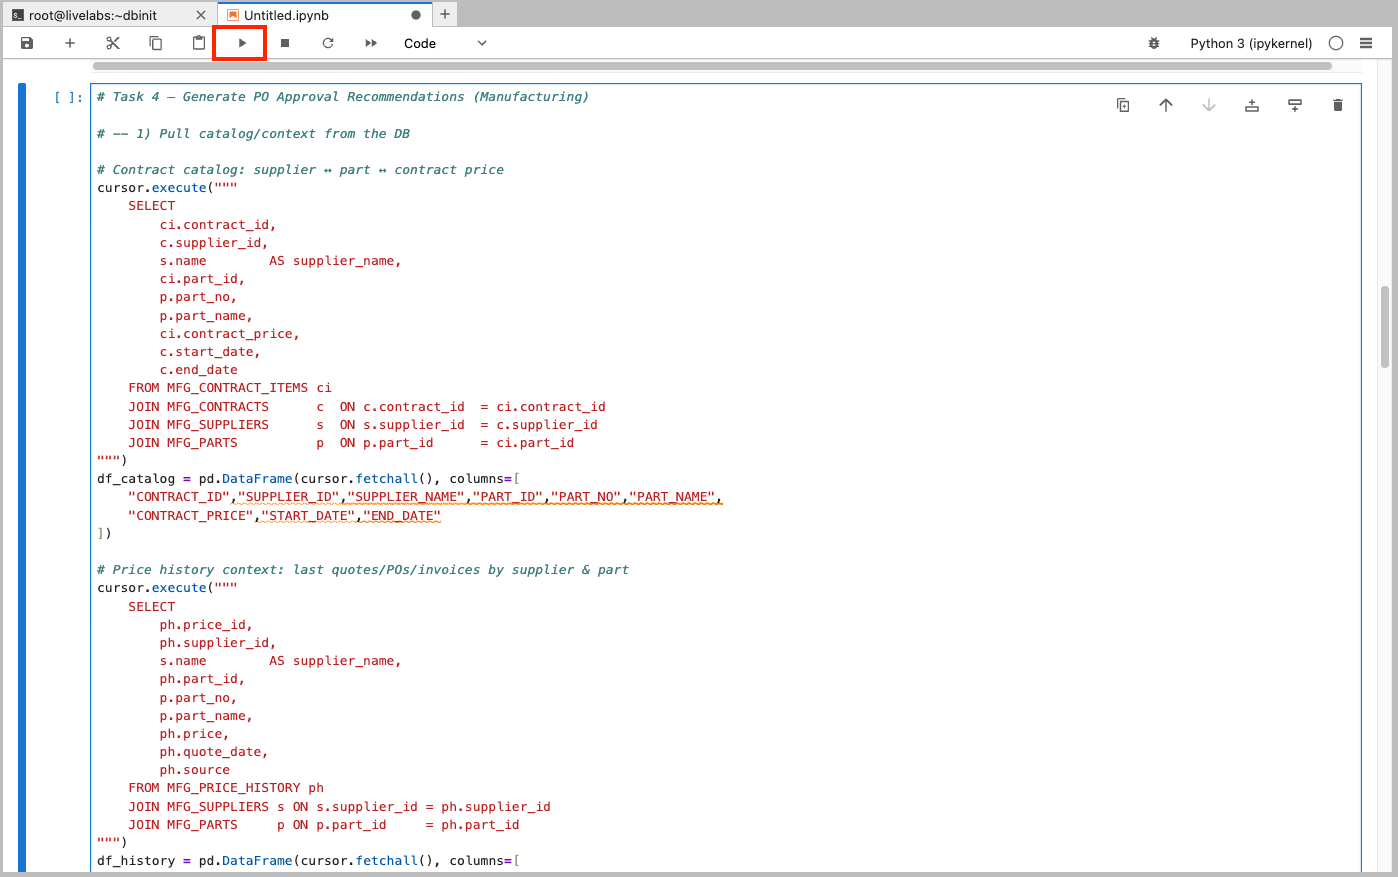 root@livelabs:~dbinit
Untitled.ipynb
Code
Python 3 (ipykernel)
[ ]:
# Task 4 — Generate PO Approval Recommendations (Manufacturing)
# —— 1) Pull catalog/context from the DB
# Contract catalog: supplier ↔ part ↔ contract price
cursor.execute("""
    SELECT
        ci.contract_id,
        c.supplier_id,
        s.name        AS supplier_name,
        ci.part_id,
        p.part_no,
        p.part_name,
        ci.contract_price,
        c.start_date,
        c.end_date
    FROM MFG_CONTRACT_ITEMS ci
    JOIN MFG_CONTRACTS      c  ON c.contract_id  = ci.contract_id
    JOIN MFG_SUPPLIERS      s  ON s.supplier_id  = c.supplier_id
    JOIN MFG_PARTS          p  ON p.part_id      = ci.part_id
""")
df_catalog = pd.DataFrame(cursor.fetchall(), columns=[
    "CONTRACT_ID","SUPPLIER_ID","SUPPLIER_NAME","PART_ID","PART_NO","PART_NAME",
    "CONTRACT_PRICE","START_DATE","END_DATE"
])
# Price history context: last quotes/POs/invoices by supplier & part
cursor.execute("""
    SELECT
        ph.price_id,
        ph.supplier_id,
        s.name        AS supplier_name,
        ph.part_id,
        p.part_no,
        p.part_name,
        ph.price,
        ph.quote_date,
        ph.source
    FROM MFG_PRICE_HISTORY ph
    JOIN MFG_SUPPLIERS s ON s.supplier_id = ph.supplier_id
    JOIN MFG_PARTS     p ON p.part_id     = ph.part_id
""")
df_history = pd.DataFrame(cursor.fetchall(), columns=[